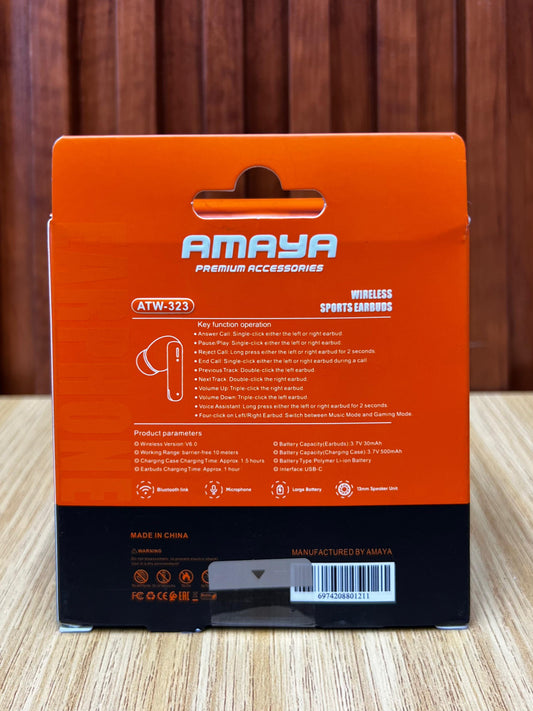 AMAYA
PREMIUM ACCESSORIES
ATW-323
WIRELESS
SPORTS EARBUDS
Key function operation
• Answer Call: Single-click either the left or right earbud.
• Pause/Play: Single-click either the left or right earbud.
• Reject Call: Long press either the left or right earbud for 2 seconds.
• End Call: Single-click either the left or right earbud during a call
• Previous Track: Double-click the left earbud.
• Next Track: Double-click the right earbud.
• Volume Up: Triple-click the right earbud.
• Volume Down: Triple-click the left earbud.
• Voice Assistant: Long press either the left or right earbud for 2 seconds.
• Four-click on Left/Right Earbud: Switch between Music Mode and Gaming Mode.
Product parameters
Wireless Version: V6.0
Working Range: barrier-free 10 meters
Charging Case Charging Time: Approx. 1.5 hours
Earbuds Charging Time: Approx. 1 hour
Battery Capacity(Earbuds): 3.7V 30mAh
Battery Capacity(Charging Case): 3.7V 500mAh
Battery Type: Polymer Li-ion Battery
Interface: USB-C
Bluetooth link
Microphone
Large Battery
13mm Speaker Unit
MADE IN CHINA
WARNING
MANUFACTURED BY AMAYA
FC CE EAC
6974208801211